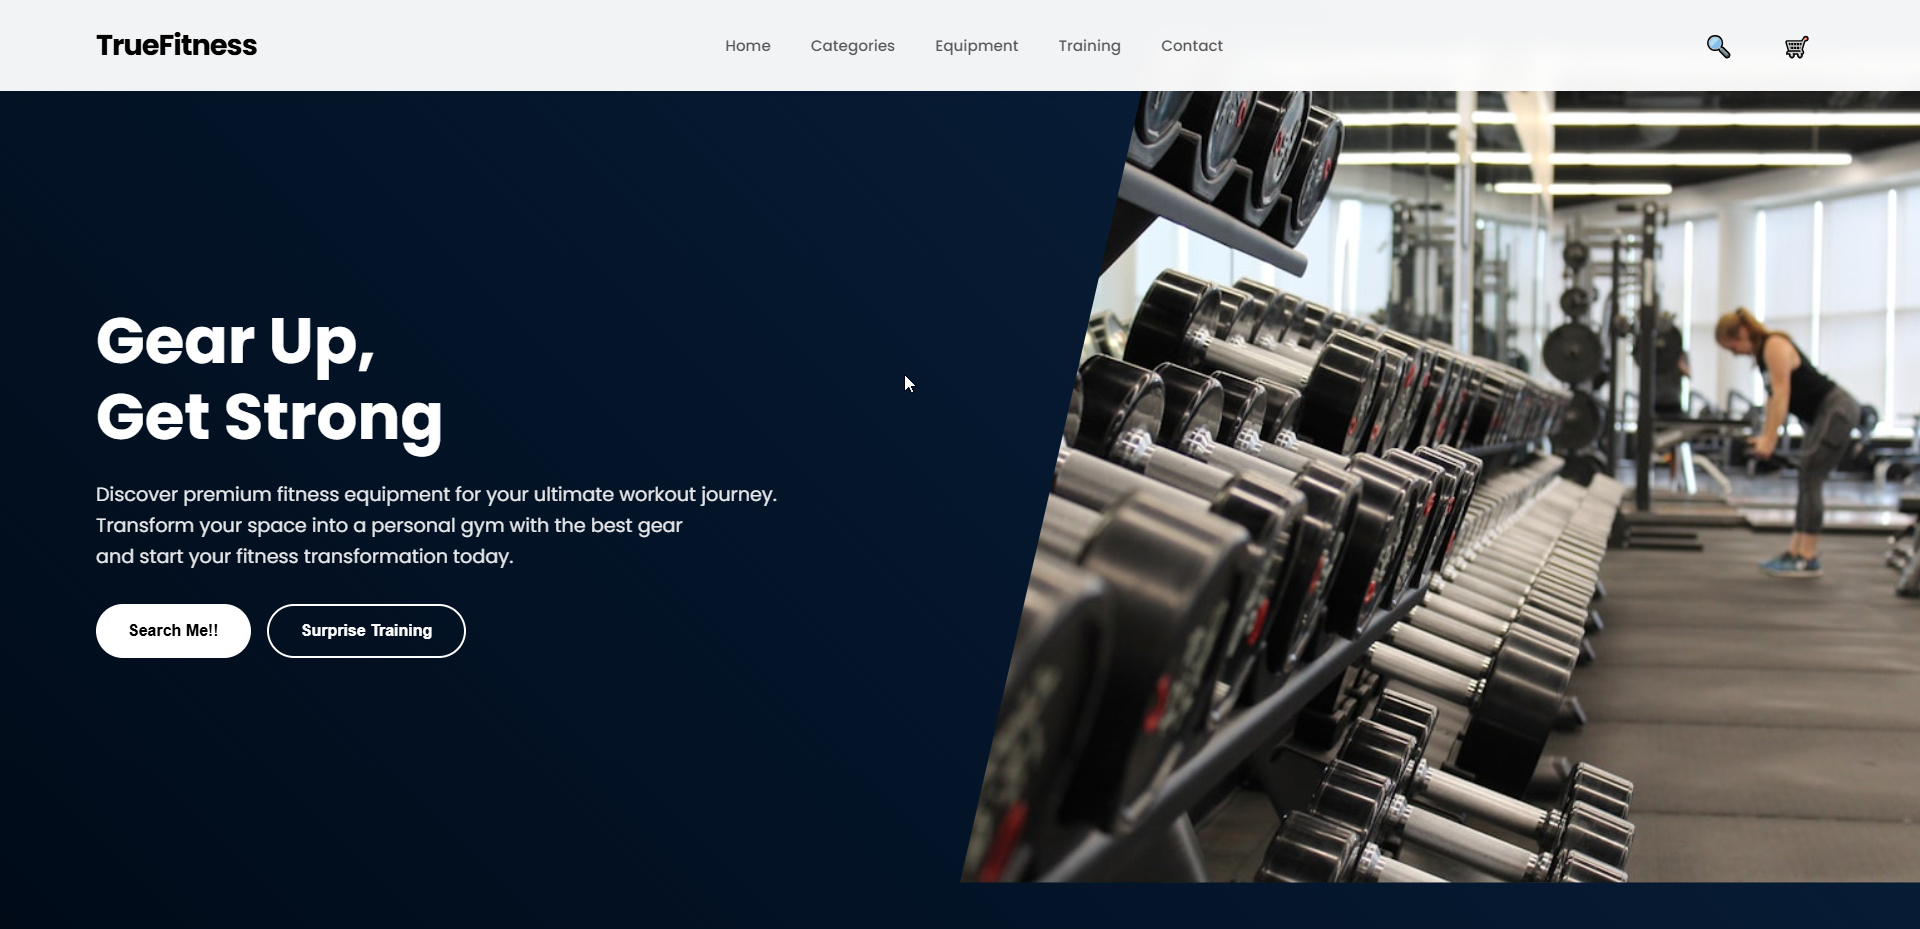 TrueFitness
Home
Categories
Equipment
Training
Contact
Gear Up,
Get Strong
Discover premium fitness equipment for your ultimate workout journey.
Transform your space into a personal gym with the best gear
and start your fitness transformation today.
Search Me!!
Surprise Training